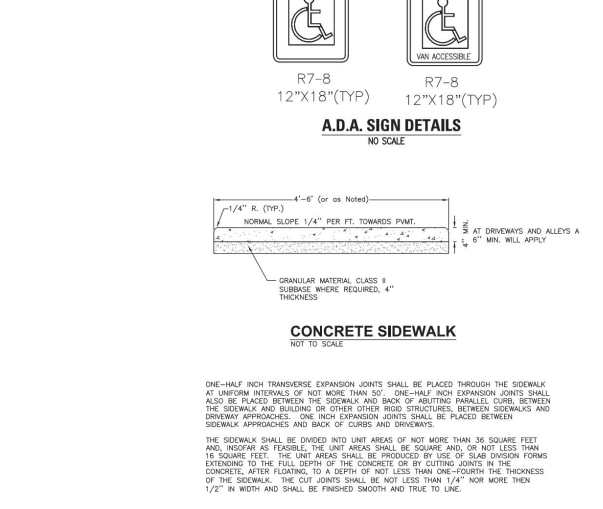 VAN ACCESSIBLE
R7-8
12"X18"(TYP)
R7-8
12"X18"(TYP)
A.D.A. SIGN DETAILS
NO SCALE
4'-6' (or as Noted)
1/4'' R. (TYP.)
NORMAL SLOPE 1/4'' PER FT. TOWARDS PVMT.
4'' MIN.
AT DRIVEWAYS AND ALLEYS A
6'' MIN. WILL APPLY
GRANULAR MATERIAL CLASS II
SUBBASE WHERE REQUIRED, 4''
THICKNESS
CONCRETE SIDEWALK
NOT TO SCALE
ONE-HALF INCH TRANSVERSE EXPANSION JOINTS SHALL BE PLACED THROUGH THE SIDEWALK
AT UNIFORM INTERVALS OF NOT MORE THAN 50'. ONE-HALF INCH EXPANSION JOINTS SHALL
ALSO BE PLACED BETWEEN THE SIDEWALK AND BACK OF ABUTTING PARALLEL CURB, BETWEEN
THE SIDEWALK AND BUILDING OR OTHER OTHER RIGID STRUCTURES, BETWEEN SIDEWALKS AND
DRIVEWAY APPROACHES. ONE INCH EXPANSION JOINTS SHALL BE PLACED BETWEEN
SIDEWALK APPROACHES AND BACK OF CURBS AND DRIVEWAYS.
THE SIDEWALK SHALL BE DIVIDED INTO UNIT AREAS OF NOT MORE THAN 36 SQUARE FEET
AND, INSOFAR AS FEASIBLE, THE UNIT AREAS SHALL BE SQUARE AND, OR NOT LESS THAN
16 SQUARE FEET. THE UNIT AREAS SHALL BE PRODUCED BY USE OF SLAB DIVISION FORMS
EXTENDING TO THE FULL DEPTH OF THE CONCRETE OR BY CUTTING JOINTS IN THE
CONCRETE, AFTER FLOATING, TO A DEPTH OF NOT LESS THAN ONE-FOURTH THE THICKNESS
OF THE SIDEWALK. THE CUT JOINTS SHALL BE NOT LESS THAN 1/4'' NOR MORE THEN
1/2'' IN WIDTH AND SHALL BE FINISHED SMOOTH AND TRUE TO LINE.